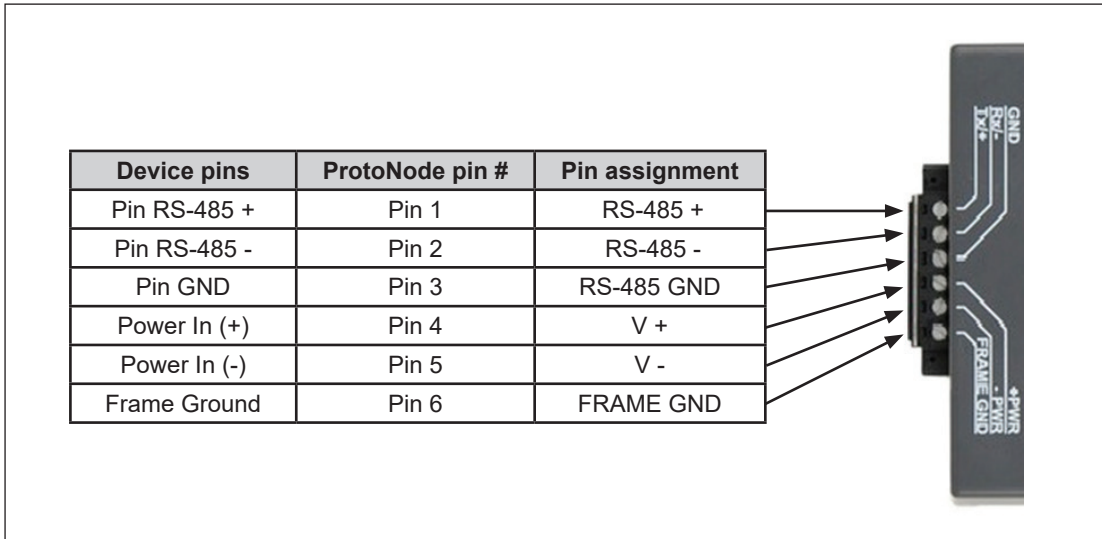 Device pins ProtoNode pin # Pin assignment
Pin RS-485 + Pin 1 RS-485 +
Pin RS-485 - Pin 2 RS-485 -
Pin GND Pin 3 RS-485 GND
Power In (+) Pin 4 V +
Power In (-) Pin 5 V -
Frame Ground Pin 6 FRAME GND
GND
Rx/-
Tx/+
+PWR
- PWR
FRAME GND